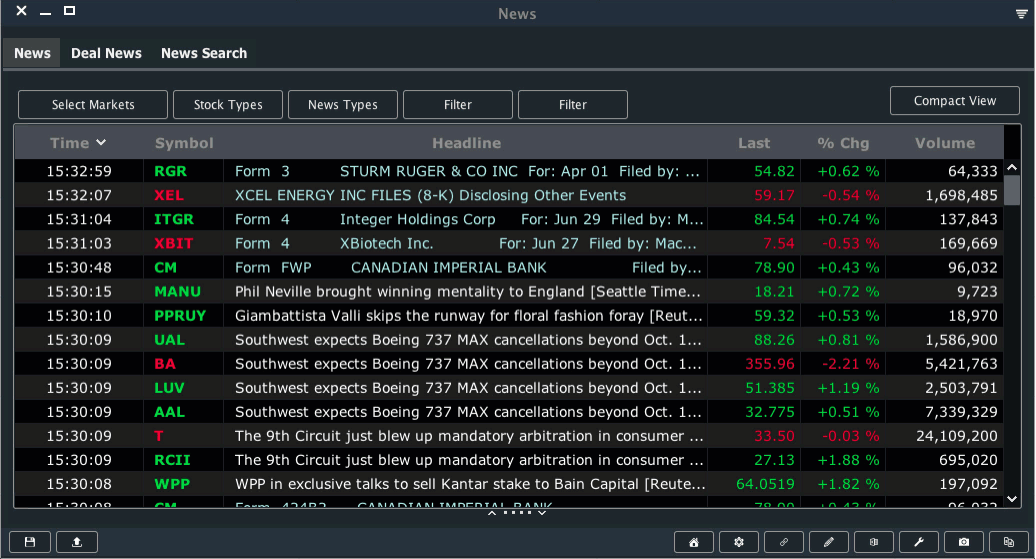 News
News Deal News News Search
Select Markets Stock Types News Types Filter Filter Compact View
Time Symbol Headline Last % Chg Volume
15:32:59 RGR Form 3 STURM RUGER & CO INC For: Apr 01 Filed by: ... 54.82 +0.62 % 64,333
15:32:07 XEL XCEL ENERGY INC FILES (8-K) Disclosing Other Events 59.17 -0.54 % 1,698,485
15:31:04 ITGR Form 4 Integer Holdings Corp For: Jun 29 Filed by: M... 84.54 +0.74 % 137,843
15:31:03 XBIT Form 4 XBiotech Inc. For: Jun 27 Filed by: Mac... 7.54 -0.53 % 169,669
15:30:48 CM Form FWP CANADIAN IMPERIAL BANK Filed by... 78.90 +0.43 % 96,032
15:30:15 MANU Phil Neville brought winning mentality to England [Seattle Time... 18.21 +0.72 % 9,723
15:30:10 PPRUY Giambattista Valli skips the runway for floral fashion foray [Reut... 59.32 +0.53 % 18,970
15:30:09 UAL Southwest expects Boeing 737 MAX cancellations beyond Oct. 1... 88.26 +0.81 % 1,586,900
15:30:09 BA Southwest expects Boeing 737 MAX cancellations beyond Oct. 1... 355.96 -2.21 % 5,421,763
15:30:09 LUV Southwest expects Boeing 737 MAX cancellations beyond Oct. 1... 51.385 +1.19 % 2,503,791
15:30:09 AAL Southwest expects Boeing 737 MAX cancellations beyond Oct. 1... 32.775 +0.51 % 7,339,329
15:30:09 T The 9th Circuit just blew up mandatory arbitration in consumer ... 33.50 -0.03 % 24,109,200
15:30:09 RCII The 9th Circuit just blew up mandatory arbitration in consumer ... 27.13 +1.88 % 695,020
15:30:08 WPP WPP in exclusive talks to sell Kantar stake to Bain Capital [Reute... 64.0519 +1.82 % 197,092
15:30:08 CM Form 424B2 CANADIAN IMPERIAL BANK 78.90 +0.43 % 96,032